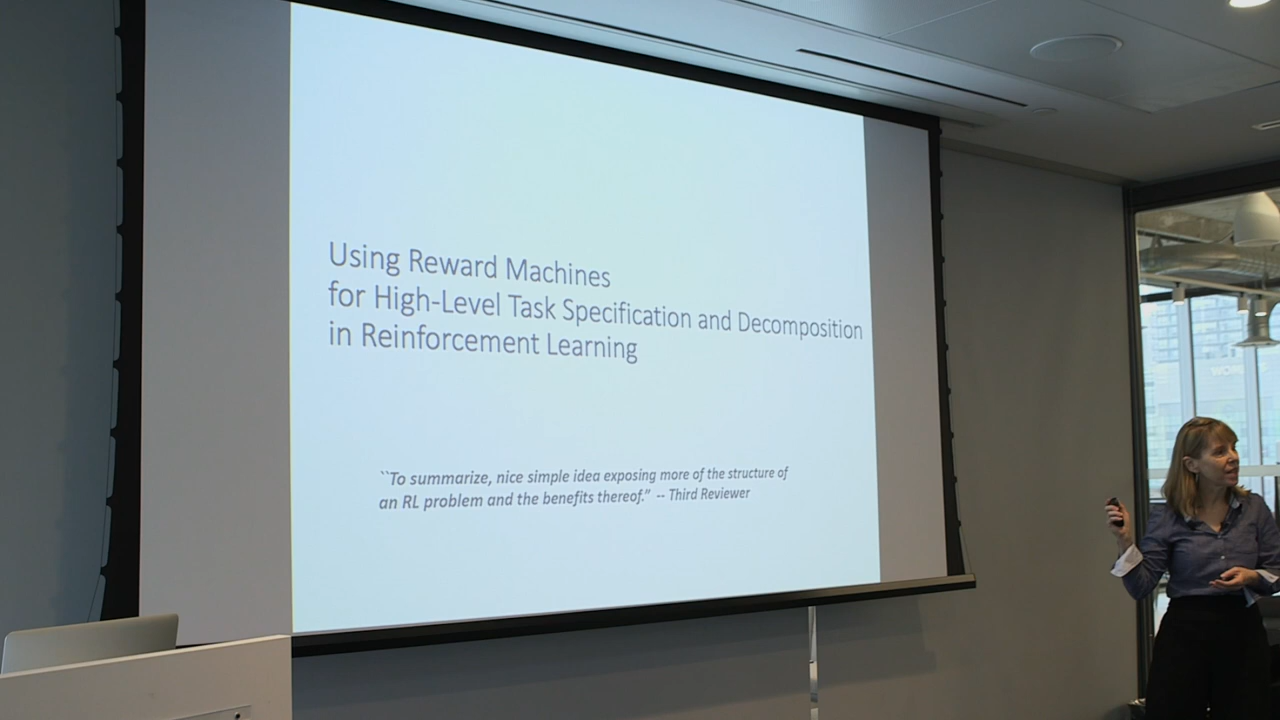 Using Reward Machines
for High-Level Task Specification and Decomposition
in Reinforcement Learning
``To summarize, nice simple idea exposing more of the structure of
an RL problem and the benefits thereof.” -- Third Reviewer